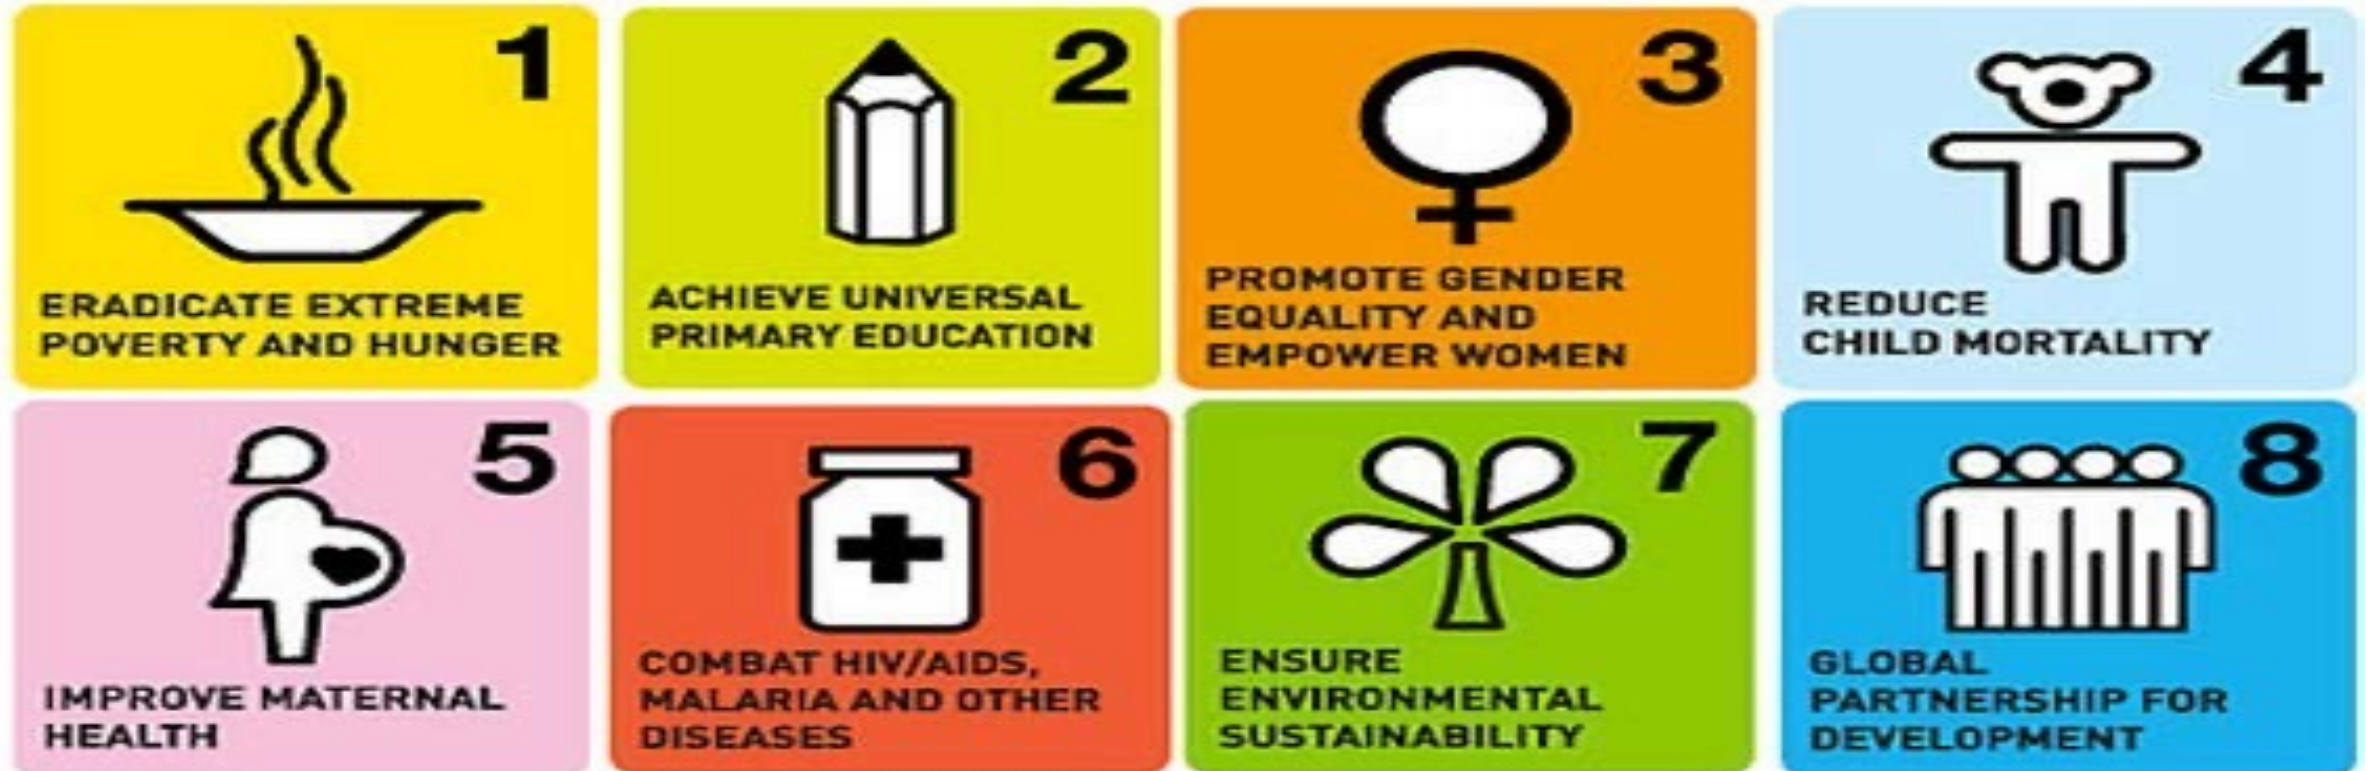 1
ERADICATE EXTREME
POVERTY AND HUNGER
2
ACHIEVE UNIVERSAL
PRIMARY EDUCATION
3
PROMOTE GENDER
EQUALITY AND
EMPOWER WOMEN
4
REDUCE
CHILD MORTALITY
5
IMPROVE MATERNAL
HEALTH
6
COMBAT HIV/AIDS,
MALARIA AND OTHER
DISEASES
7
ENSURE
ENVIRONMENTAL
SUSTAINABILITY
8
GLOBAL
PARTNERSHIP FOR
DEVELOPMENT